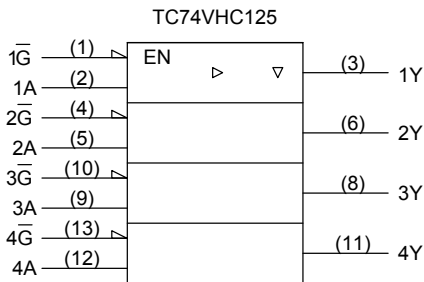 TC74VHC125
1G̅ (1) EN (3) 1Y
1A (2)
2G̅ (4) (6) 2Y
2A (5)
3G̅ (10) (8) 3Y
3A (9)
4G̅ (13) (11) 4Y
4A (12)